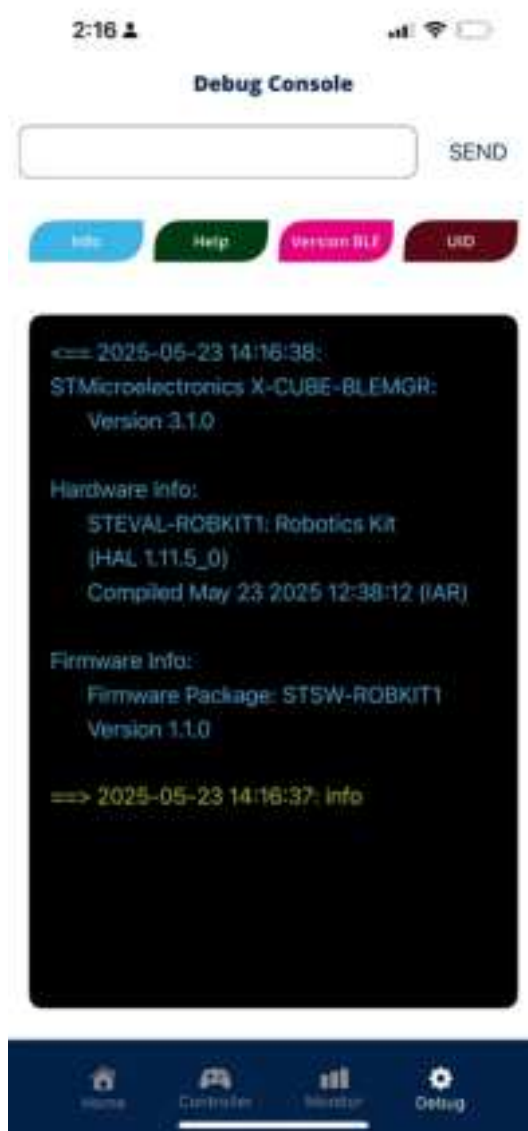 2:16
Debug Console
SEND
Info
Help
Version BLE
UID
<== 2025-05-23 14:16:38:
STMicroelectronics X-CUBE-BLEMGR:
Version 3.1.0
Hardware Info:
STEVAL-ROBKIT1: Robotics Kit
(HAL 1.11.5_0)
Compiled May 23 2025 12:38:12 (IAR)
Firmware Info:
Firmware Package: STSW-ROBKIT1
Version 1.1.0
==> 2025-05-23 14:16:37: Info
Home
Controller
Monitor
Debug